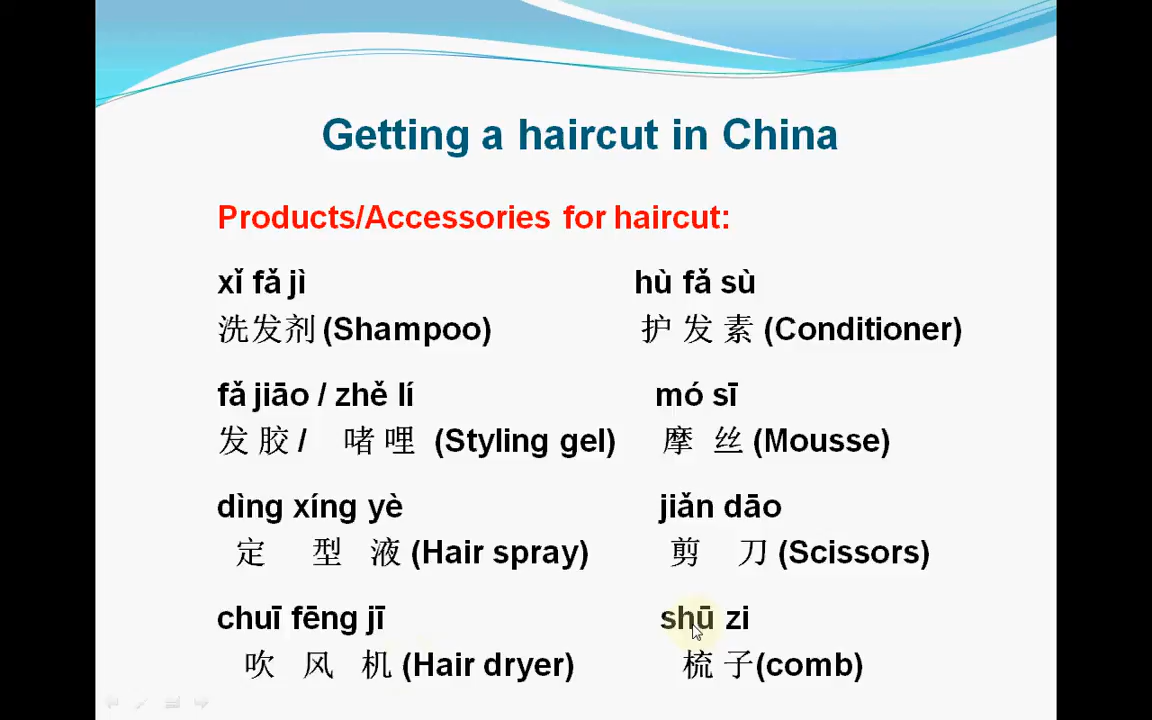 Getting a haircut in China
Products/Accessories for haircut:
xǐ fǎ jì hù fǎ sù
洗发剂 (Shampoo) 护 发 素 (Conditioner)
fǎ jiāo / zhě lí mó sī
发 胶 / 啫 哩 (Styling gel) 摩 丝 (Mousse)
dìng xíng yè jiǎn dāo
定 型 液 (Hair spray) 剪 刀 (Scissors)
chuī fēng jī shū zi
吹 风 机 (Hair dryer) 梳 子(comb)